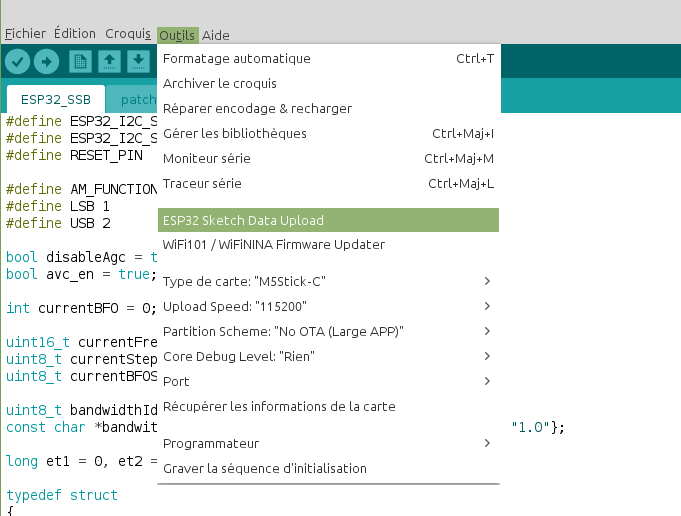 Fichier Édition Croquis Outils Aide
ESP32_SSB patch
Formatage automatique Ctrl+T
Archiver le croquis
Réparer encodage & recharger
Gérer les bibliothèques Ctrl+Maj+I
Moniteur série Ctrl+Maj+M
Traceur série Ctrl+Maj+L
ESP32 Sketch Data Upload
WiFi101 / WiFiNINA Firmware Updater
Type de carte: "M5Stick-C"
Upload Speed: "115200"
Partition Scheme: "No OTA (Large APP)"
Core Debug Level: "Rien"
Port
Récupérer les informations de la carte
Programmateur
Graver la séquence d'initialisation
#define ESP32_I2C_S
#define ESP32_I2C_S
#define RESET_PIN
#define AM_FUNCTION
#define LSB 1
#define USB 2
bool disableAgc = t
bool avc_en = true;
int currentBFO = 0;
uint16_t currentFre
uint8_t currentStep
uint8_t currentBFOS
uint8_t bandwidthId
const char *bandwit "1.0"};
long et1 = 0, et2 =
typedef struct
{